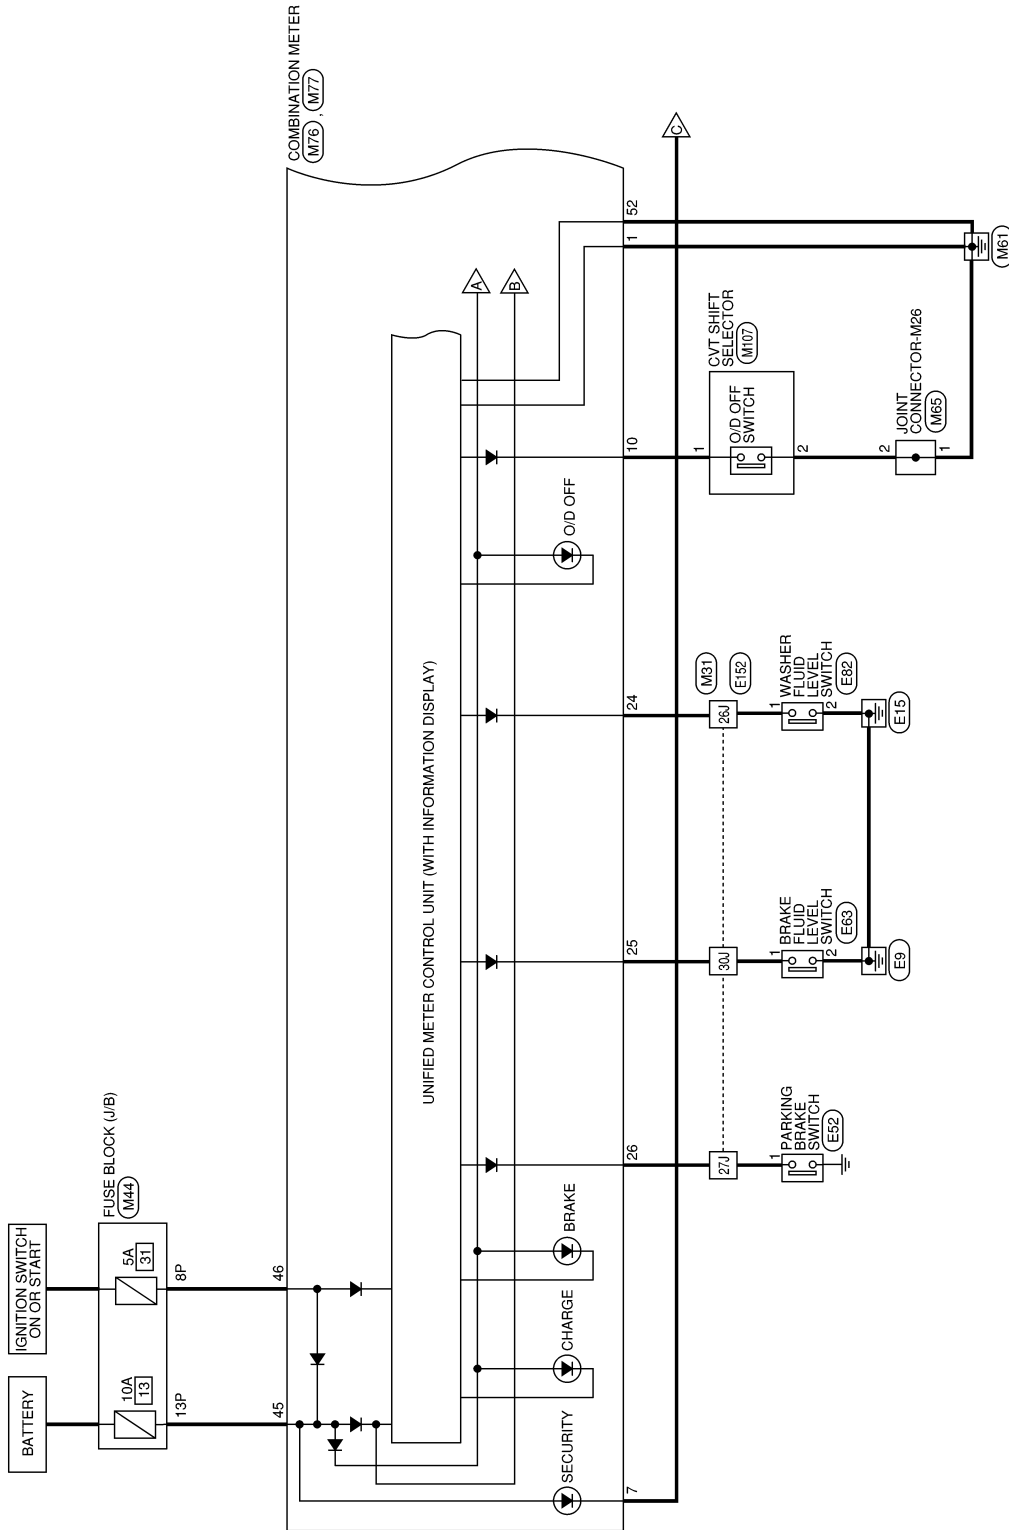 BATTERY
IGNITION SWITCH
ON OR START
FUSE BLOCK (J/B)
M44
10A
13
5A
31
13P
8P
45
46
COMBINATION METER
M76 , M77
UNIFIED METER CONTROL UNIT (WITH INFORMATION DISPLAY)
A
B
SECURITY
CHARGE
BRAKE
O/D OFF
7
26
25
24
10
1
52
C
27J
30J
26J
M31
E152
1
PARKING
BRAKE
SWITCH
E52
1
BRAKE
FLUID
LEVEL
SWITCH
2
E63
1
WASHER
FLUID
LEVEL
SWITCH
2
E82
E9
E15
1
CVT SHIFT
SELECTOR
M107
O/D OFF
SWITCH
2
2
JOINT
CONNECTOR-M26
M65
1
M61